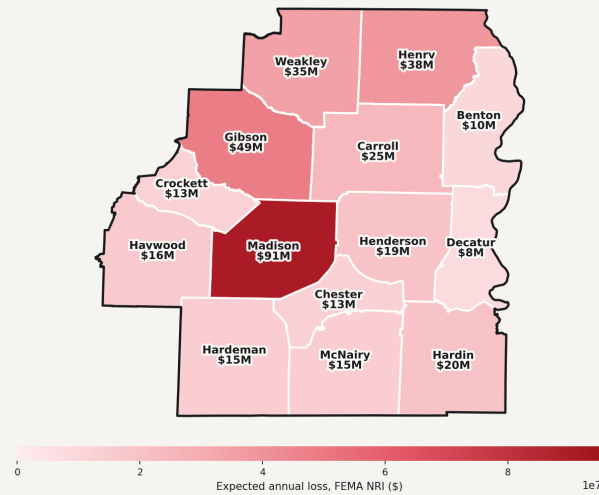 Weakley
$35M
Henry
$38M
Benton
$10M
Gibson
$49M
Carroll
$25M
Crockett
$13M
Haywood
$16M
Madison
$91M
Henderson
$19M
Decatur
$8M
Chester
$13M
Hardeman
$15M
McNairy
$15M
Hardin
$20M
0 2 4 6 8
Expected annual loss, FEMA NRI ($)
1e7